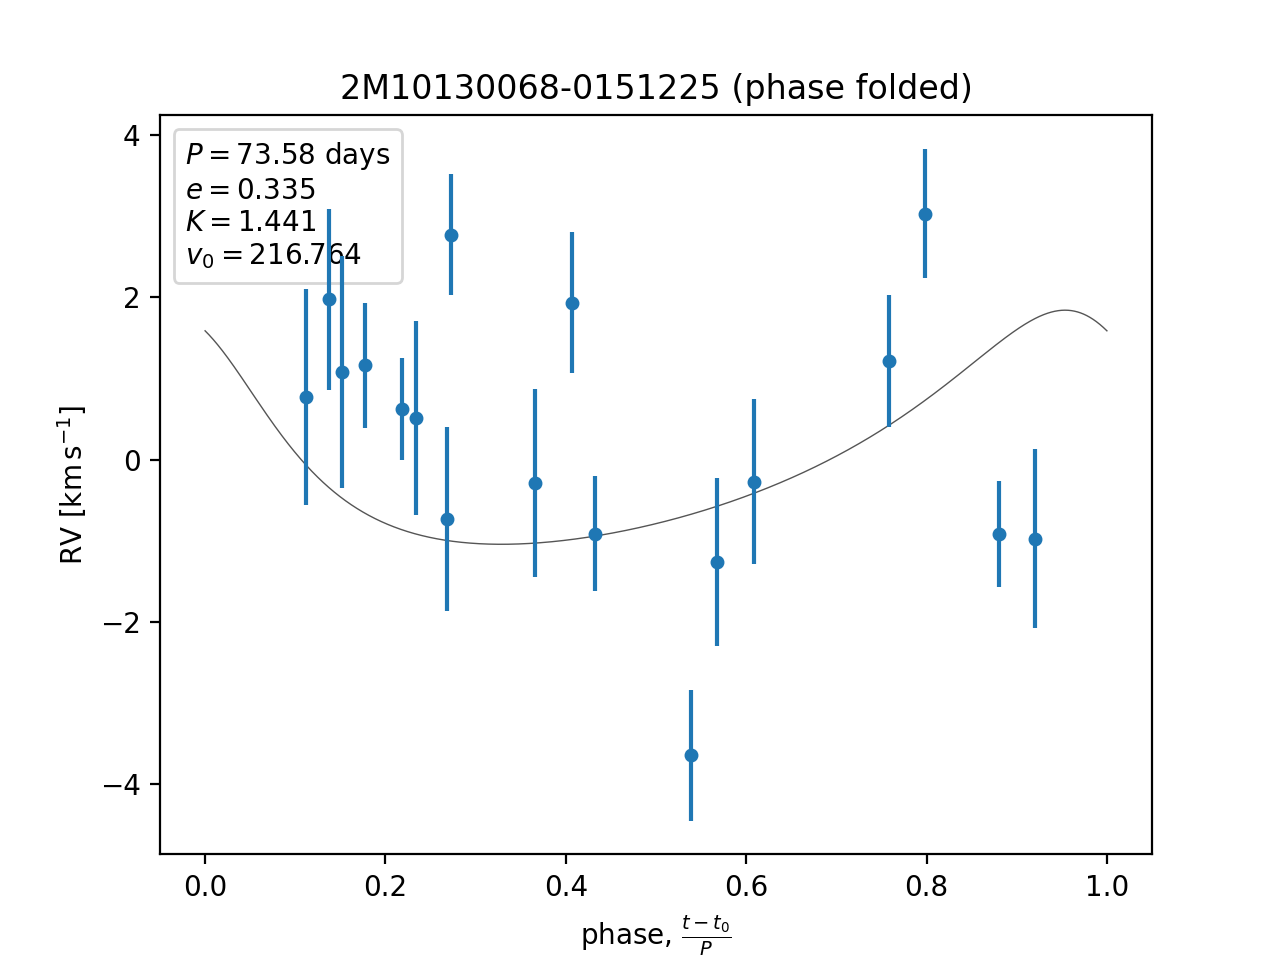 2M10130068-0151225 (phase folded)
P = 73.58 days
e = 0.335
K = 1.441
v₀ = 216.764
4
2
0
−2
−4
RV [km s⁻¹]
0.0 0.2 0.4 0.6 0.8 1.0
phase, (t − t₀)/P